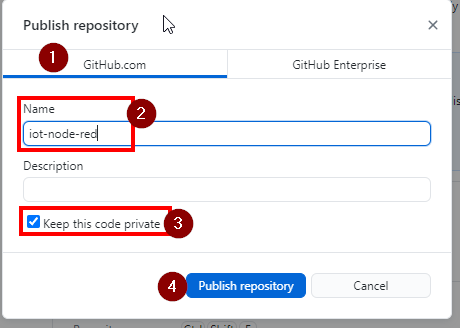 Publish repository
1
GitHub.com
GitHub Enterprise
Name
2
iot-node-red
Description
Keep this code private
3
4
Publish repository
Cancel